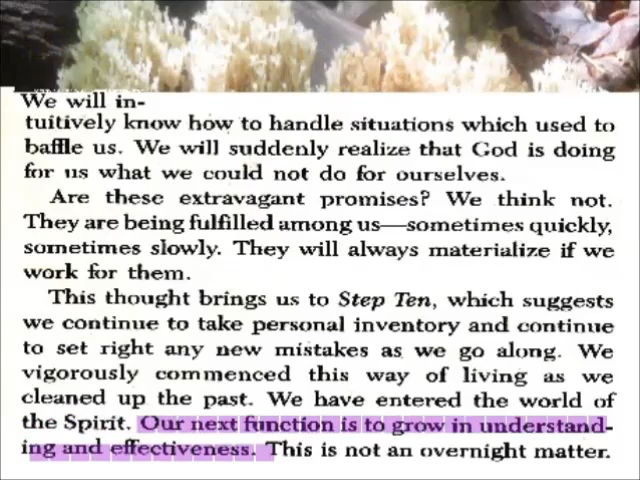 We will in-
tuitively know how to handle situations which used to
baffle us. We will suddenly realize that God is doing
for us what we could not do for ourselves.
Are these extravagant promises? We think not.
They are being fulfilled among us—sometimes quickly,
sometimes slowly. They will always materialize if we
work for them.
This thought brings us to Step Ten, which suggests
we continue to take personal inventory and continue
to set right any new mistakes as we go along. We
vigorously commenced this way of living as we
cleaned up the past. We have entered the world of
the Spirit. Our next function is to grow in understand-
ing and effectiveness. This is not an overnight matter.